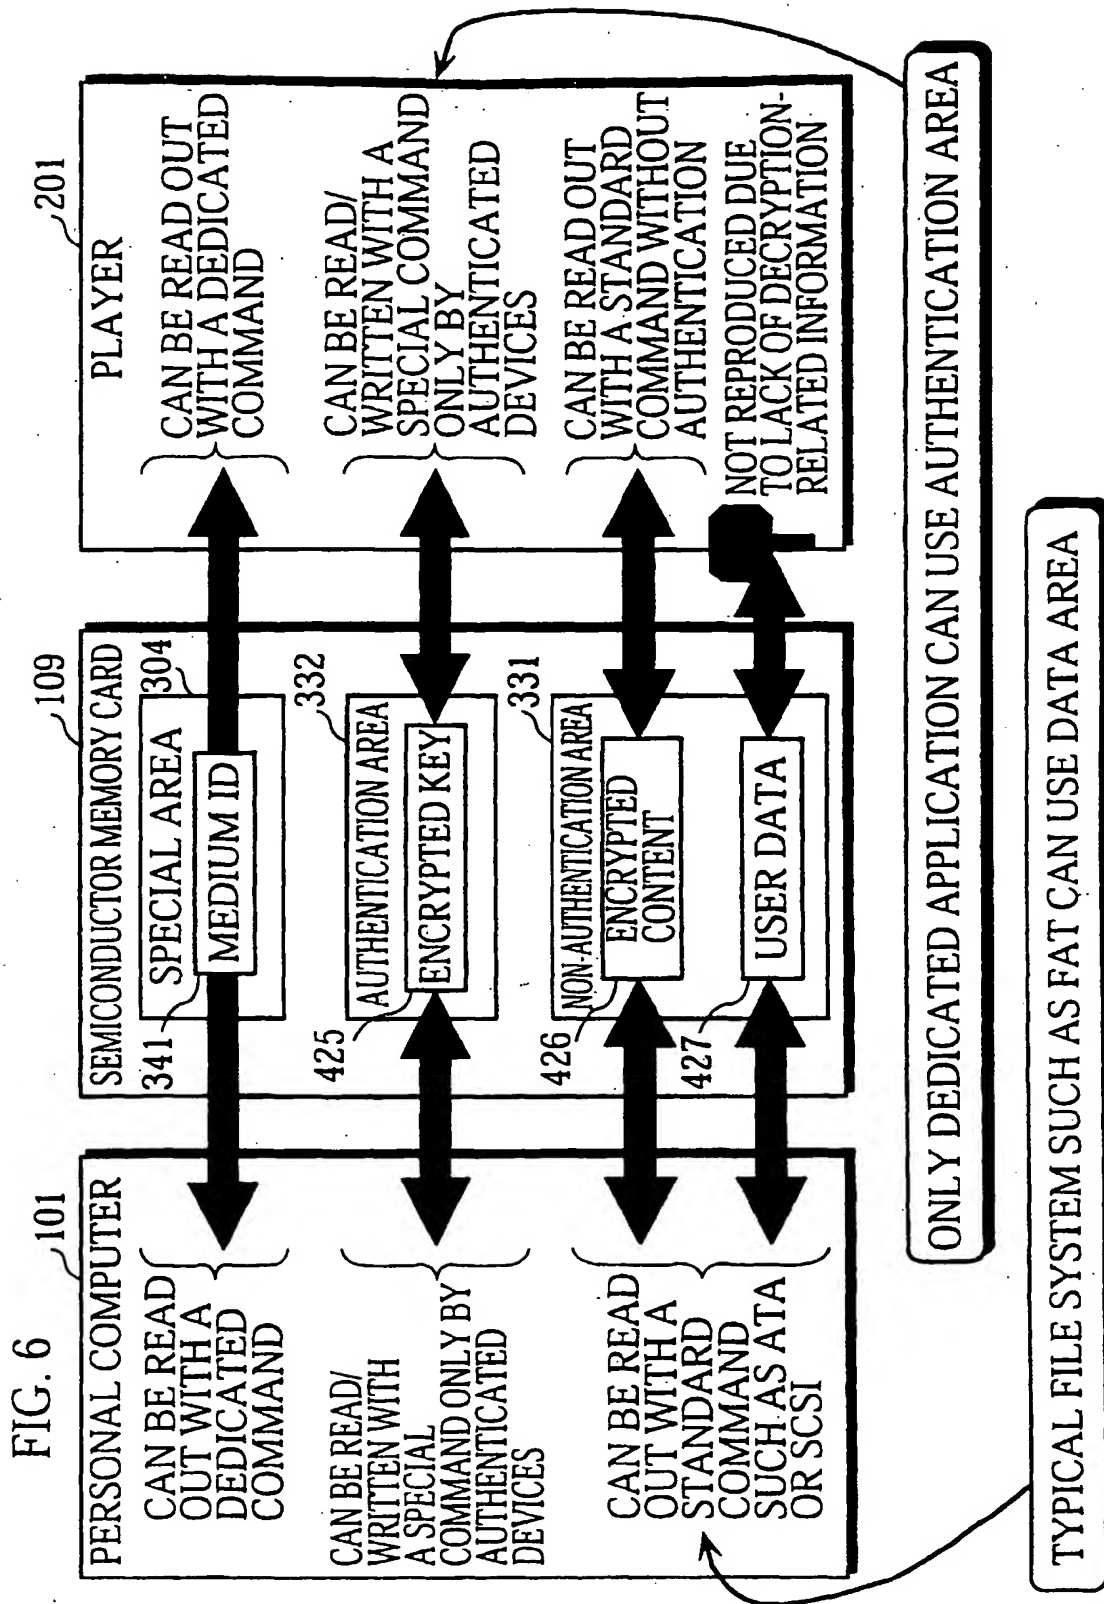 FIG. 6
101
PERSONAL COMPUTER
CAN BE READ
OUT WITH A
DEDICATED
COMMAND
CAN BE READ/
WRITTEN WITH
A SPECIAL
COMMAND ONLY BY
AUTHENTICATED
DEVICES
CAN BE READ
OUT WITH A
STANDARD
COMMAND
SUCH AS ATA
OR SCSI
109
SEMICONDUCTOR MEMORY CARD
304
SPECIAL AREA
341
MEDIUM ID
332
AUTHENTICATION AREA
425
ENCRYPTED KEY
331
NON-AUTHENTICATION AREA
426
ENCRYPTED
CONTENT
427
USER DATA
201
PLAYER
CAN BE READ OUT
WITH A DEDICATED
COMMAND
CAN BE READ/
WRITTEN WITH A
SPECIAL COMMAND
ONLY BY
AUTHENTICATED
DEVICES
CAN BE READ OUT
WITH A STANDARD
COMMAND WITHOUT
AUTHENTICATION
NOT REPRODUCED DUE
TO LACK OF DECRYPTION-
RELATED INFORMATION
ONLY DEDICATED APPLICATION CAN USE AUTHENTICATION AREA
TYPICAL FILE SYSTEM SUCH AS FAT CAN USE DATA AREA